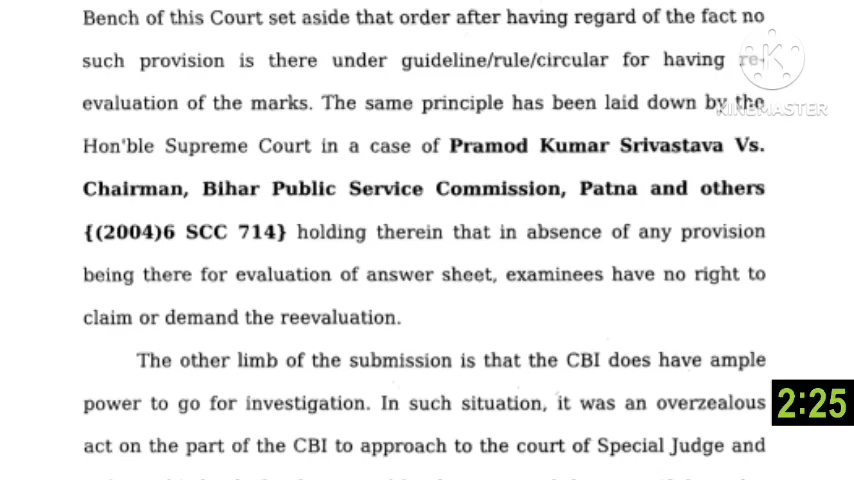 Bench of this Court set aside that order after having regard of the fact no
such provision is there under guideline/rule/circular for having re-
evaluation of the marks. The same principle has been laid down by the
Hon'ble Supreme Court in a case of Pramod Kumar Srivastava Vs.
Chairman, Bihar Public Service Commission, Patna and others
{(2004)6 SCC 714} holding therein that in absence of any provision
being there for evaluation of answer sheet, examinees have no right to
claim or demand the reevaluation.
The other limb of the submission is that the CBI does have ample
power to go for investigation. In such situation, it was an overzealous
act on the part of the CBI to approach to the court of Special Judge and
K
KINEMASTER
2:25